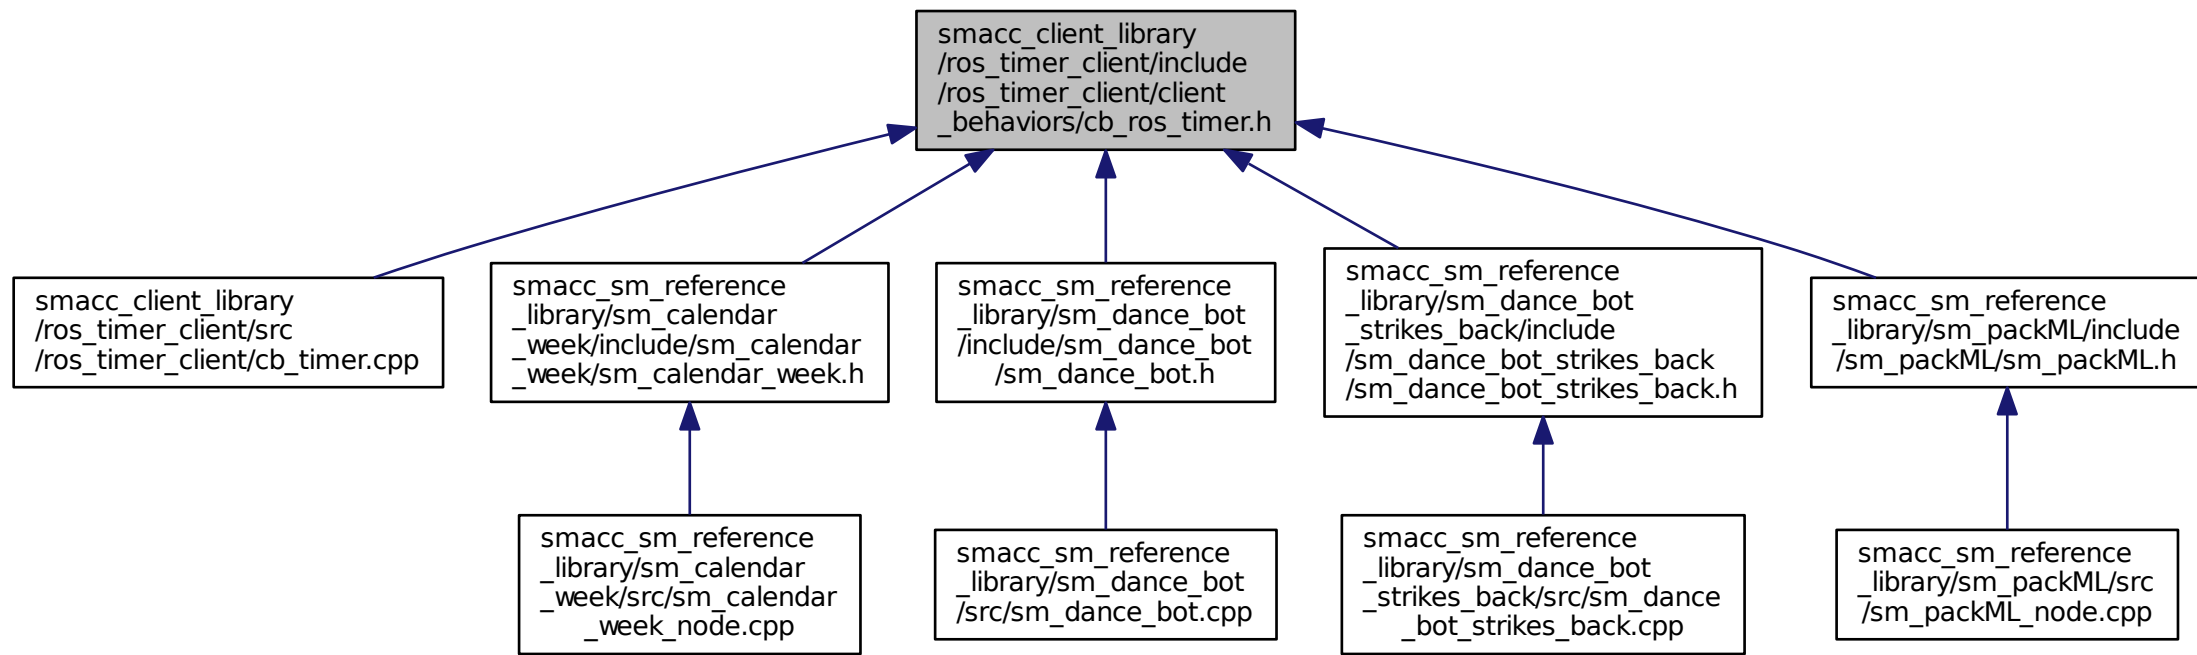 smacc_client_library
/ros_timer_client/include
/ros_timer_client/client
_behaviors/cb_ros_timer.h
smacc_client_library
/ros_timer_client/src
/ros_timer_client/cb_timer.cpp
smacc_sm_reference
_library/sm_calendar
_week/include/sm_calendar
_week/sm_calendar_week.h
smacc_sm_reference
_library/sm_dance_bot
/include/sm_dance_bot
/sm_dance_bot.h
smacc_sm_reference
_library/sm_dance_bot
_strikes_back/include
/sm_dance_bot_strikes_back
/sm_dance_bot_strikes_back.h
smacc_sm_reference
_library/sm_packML/include
/sm_packML/sm_packML.h
smacc_sm_reference
_library/sm_calendar
_week/src/sm_calendar
_week_node.cpp
smacc_sm_reference
_library/sm_dance_bot
/src/sm_dance_bot.cpp
smacc_sm_reference
_library/sm_dance_bot
_strikes_back/src/sm_dance
_bot_strikes_back.cpp
smacc_sm_reference
_library/sm_packML/src
/sm_packML_node.cpp